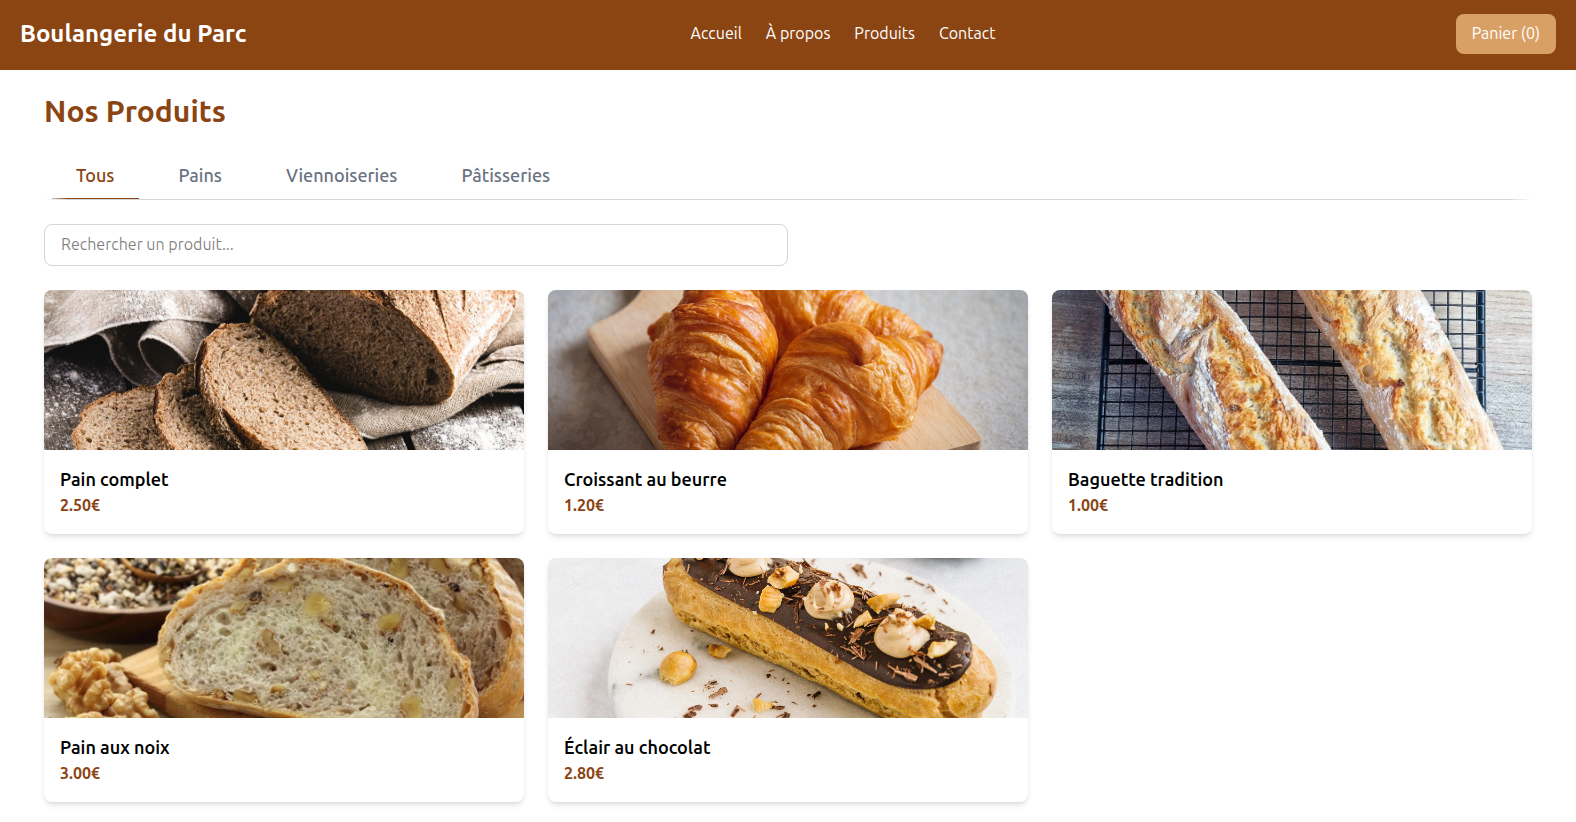 Boulangerie du Parc
Accueil À propos Produits Contact
Panier (0)
Nos Produits
Tous Pains Viennoiseries Pâtisseries
Rechercher un produit...
Pain complet
2.50€
Croissant au beurre
1.20€
Baguette tradition
1.00€
Pain aux noix
3.00€
Éclair au chocolat
2.80€